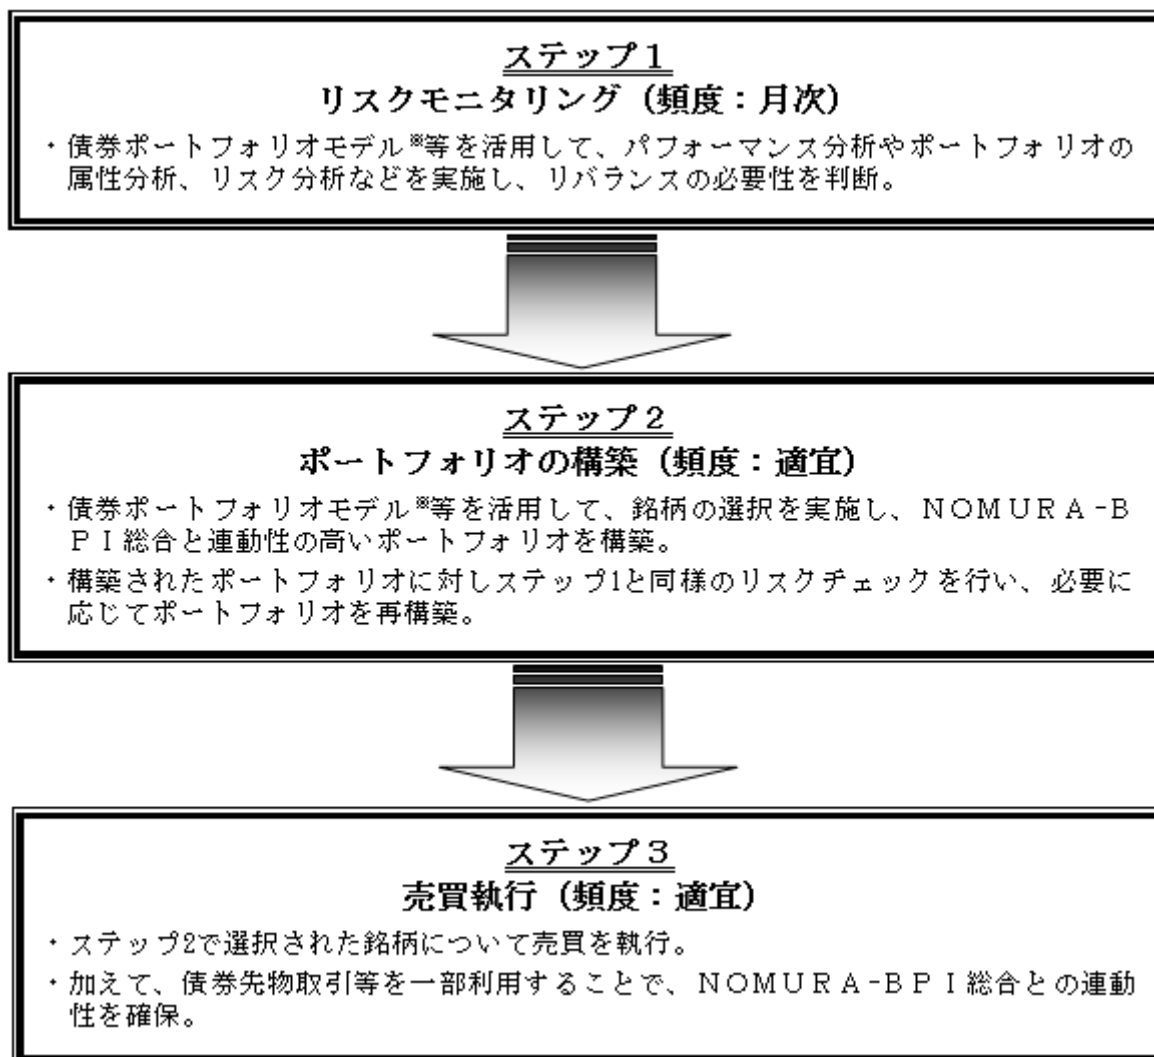 ステップ１
リスクモニタリング（頻度：月次）
・債券ポートフォリオモデル※等を活用して、パフォーマンス分析やポートフォリオの
属性分析、リスク分析などを実施し、リバランスの必要性を判断。
ステップ２
ポートフォリオの構築（頻度：適宜）
・債券ポートフォリオモデル※等を活用して、銘柄の選択を実施し、ＮＯＭＵＲＡ-Ｂ
ＰＩ総合と連動性の高いポートフォリオを構築。
・構築されたポートフォリオに対しステップ1と同様のリスクチェックを行い、必要に
応じてポートフォリオを再構築。
ステップ３
売買執行（頻度：適宜）
・ステップ2で選択された銘柄について売買を執行。
・加えて、債券先物取引等を一部利用することで、ＮＯＭＵＲＡ-ＢＰＩ総合との連動
性を確保。